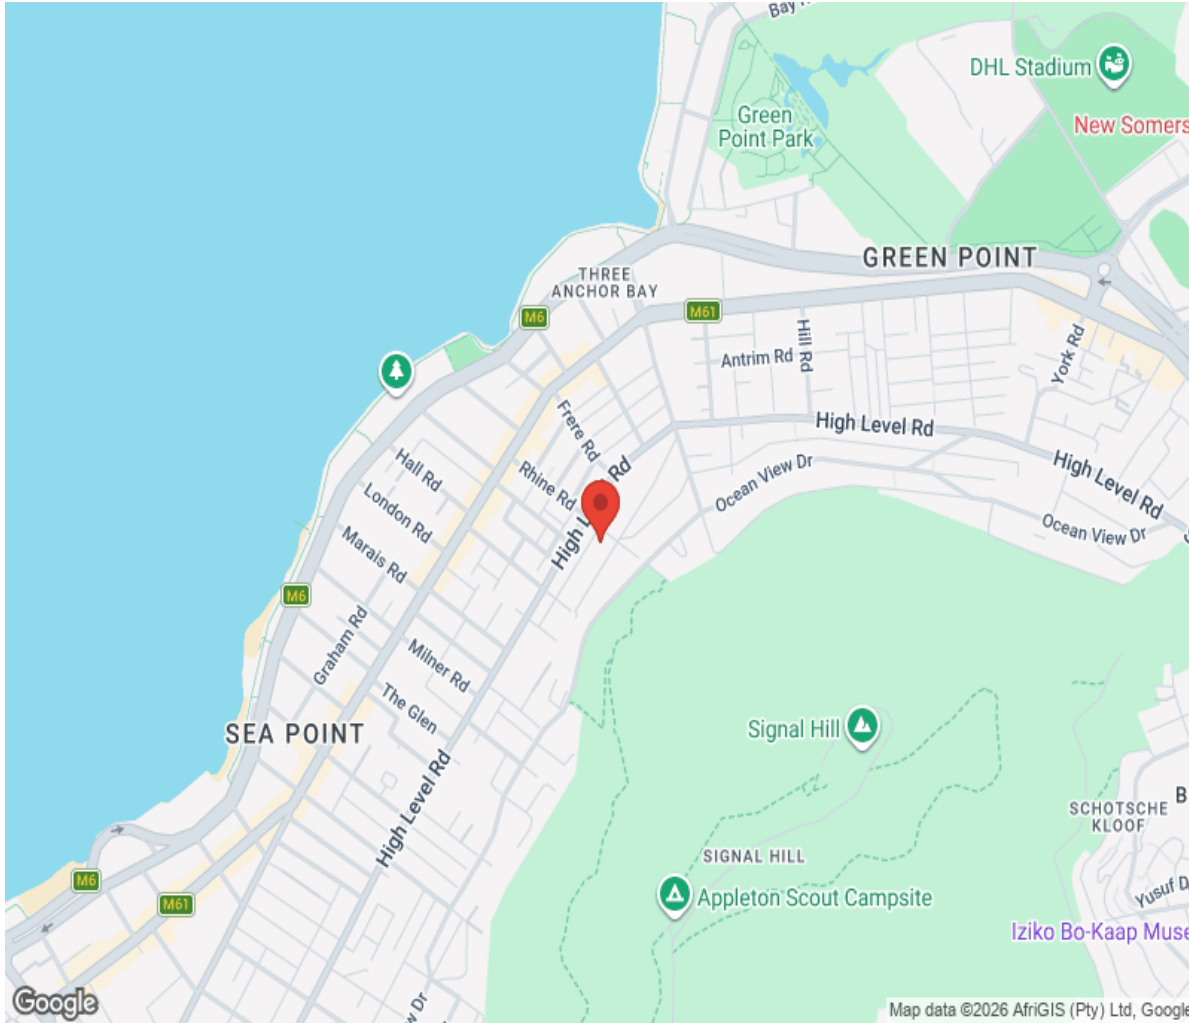 Bay
DHL Stadium
Green
Point Park
New Somers
GREEN POINT
THREE
ANCHOR BAY
M6
M61
Hill Rd
York Rd
Antrim Rd
Frere Rd
High Level Rd
High Level Rd
Hall Rd
Rhine Rd
High L Rd
Ocean View Dr
London Rd
Marais Rd
Ocean View Dr
M6
Graham Rd
Milner Rd
The Glen
SEA POINT
Signal Hill
High Level Rd
SCHOTSCHE
KLOOF
B
SIGNAL HILL
Appleton Scout Campsite
M6
M61
Yusuf D
Iziko Bo-Kaap Muse
w Dr
Google
Map data ©2026 AfriGIS (Pty) Ltd, Google